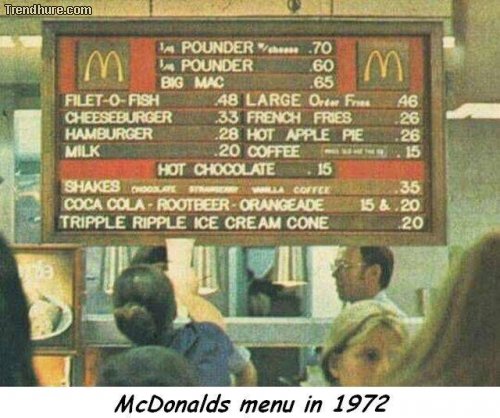 Trendhure.com
1/4 POUNDER W/cheese .70
1/4 POUNDER .60
BIG MAC .65
FILET-O-FISH .48 LARGE Order Fries .46
CHEESEBURGER .33 FRENCH FRIES .26
HAMBURGER .28 HOT APPLE PIE .26
MILK .20 COFFEE .15
HOT CHOCOLATE .15
SHAKES CHOCOLATE STRAWBERRY VANILLA COFFEE .35
COCA COLA - ROOTBEER - ORANGEADE 15 & .20
TRIPPLE RIPPLE ICE CREAM CONE .20
McDonalds menu in 1972